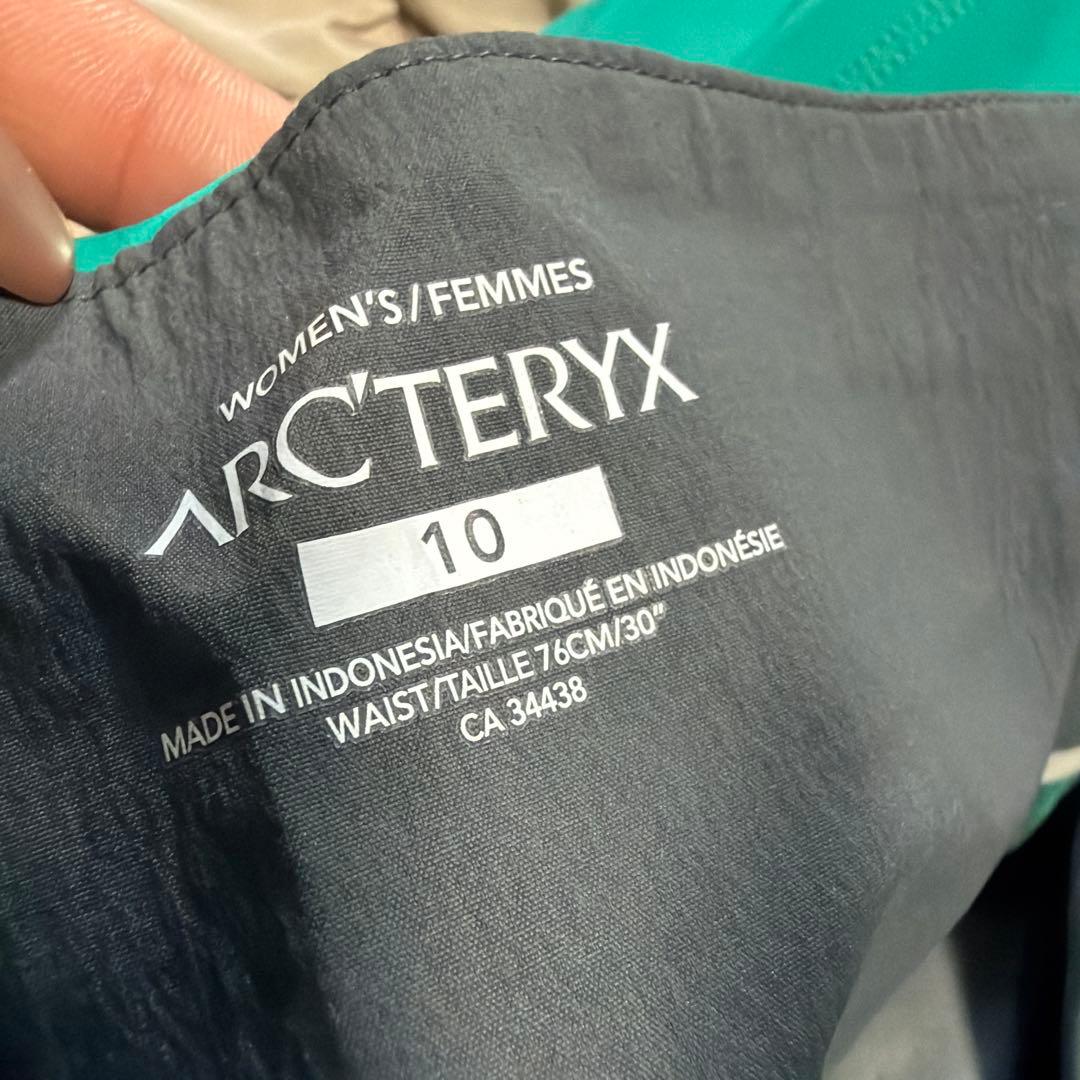 WOMEN'S/FEMMES
ARC'TERYX
10
MADE IN INDONESIA/FABRIQUÉ EN INDONÉSIE
WAIST/TAILLE 76CM/30"
CA 34438